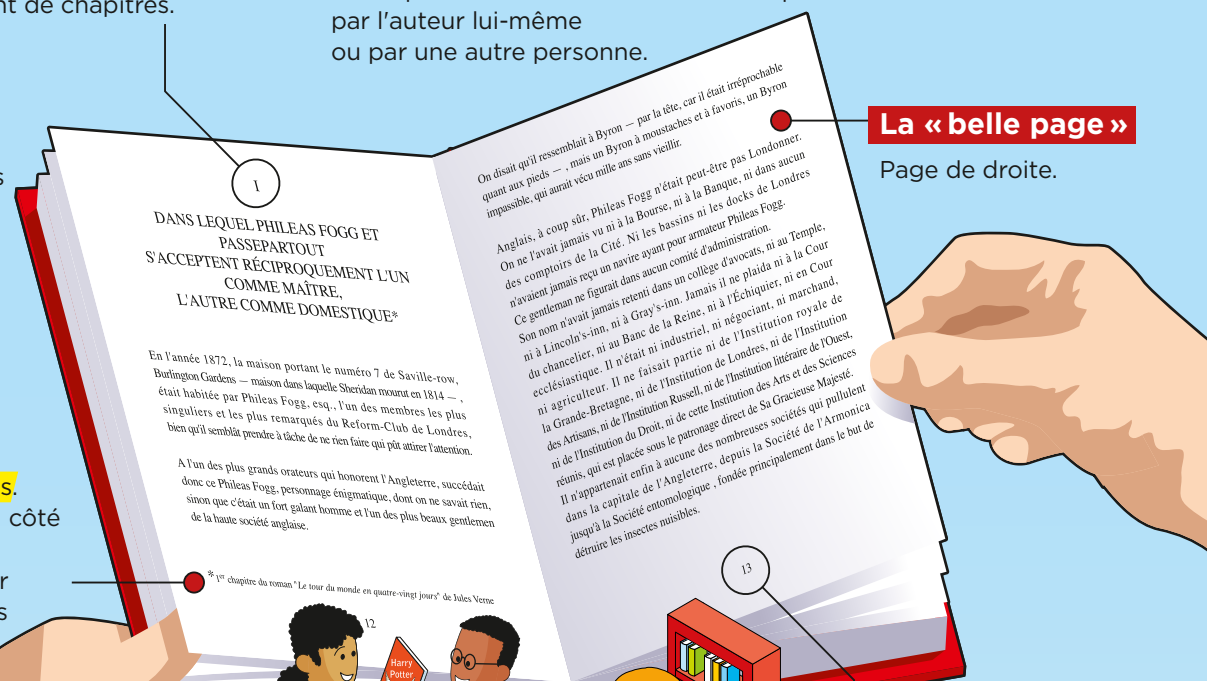 nt de chapitres.
par l'auteur lui-même
ou par une autre personne.
La « belle page »
Page de droite.
s
s.
côté
r
s
I
DANS LEQUEL PHILEAS FOGG ET
PASSEPARTOUT
S'ACCEPTENT RÉCIPROQUEMENT L'UN
COMME MAÎTRE,
L'AUTRE COMME DOMESTIQUE*
En l'année 1872, la maison portant le numéro 7 de Saville-row,
Burlington Gardens — maison dans laquelle Sheridan mourut en 1814 — ,
était habitée par Phileas Fogg, esq., l'un des membres les plus
singuliers et les plus remarqués du Reform-Club de Londres,
bien qu'il semblât prendre à tâche de ne rien faire qui pût attirer l'attention.
A l'un des plus grands orateurs qui honorent l'Angleterre, succédait
donc ce Phileas Fogg, personnage énigmatique, dont on ne savait rien,
sinon que c'était un fort galant homme et l'un des plus beaux gentlemen
de la haute société anglaise.
* 1er chapitre du roman "Le tour du monde en quatre-vingt jours" de Jules Verne
12
Harry
Potter
On disait qu'il ressemblait à Byron — par la tête, car il était irréprochable
quant aux pieds — , mais un Byron à moustaches et à favoris, un Byron
impassible, qui aurait vécu mille ans sans vieillir.
Anglais, à coup sûr, Phileas Fogg n'était peut-être pas Londonner.
On ne l'avait jamais vu ni à la Bourse, ni à la Banque, ni dans aucun
des comptoirs de la Cité. Ni les bassins ni les docks de Londres
n'avaient jamais reçu un navire ayant pour armateur Phileas Fogg.
Ce gentleman ne figurait dans aucun comité d'administration.
Son nom n'avait jamais retenti dans un collège d'avocats, ni au Temple,
ni à Lincoln's-inn, ni à Gray's-inn. Jamais il ne plaida ni à la Cour
du chancelier, ni au Banc de la Reine, ni à l'Échiquier, ni en Cour
ecclésiastique. Il n'était ni industriel, ni négociant, ni marchand,
ni agriculteur. Il ne faisait partie ni de l'Institution royale de
la Grande-Bretagne, ni de l'Institution de Londres, ni de l'Institution
des Artisans, ni de l'Institution Russell, ni de l'Institution littéraire de l'Ouest,
ni de l'Institution du Droit, ni de cette Institution des Arts et des Sciences
réunis, qui est placée sous le patronage direct de Sa Gracieuse Majesté.
Il n'appartenait enfin à aucune des nombreuses sociétés qui pullulent
dans la capitale de l'Angleterre, depuis la Société de l'Armonica
jusqu'à la Société entomologique , fondée principalement dans le but de
détruire les insectes nuisibles.
13